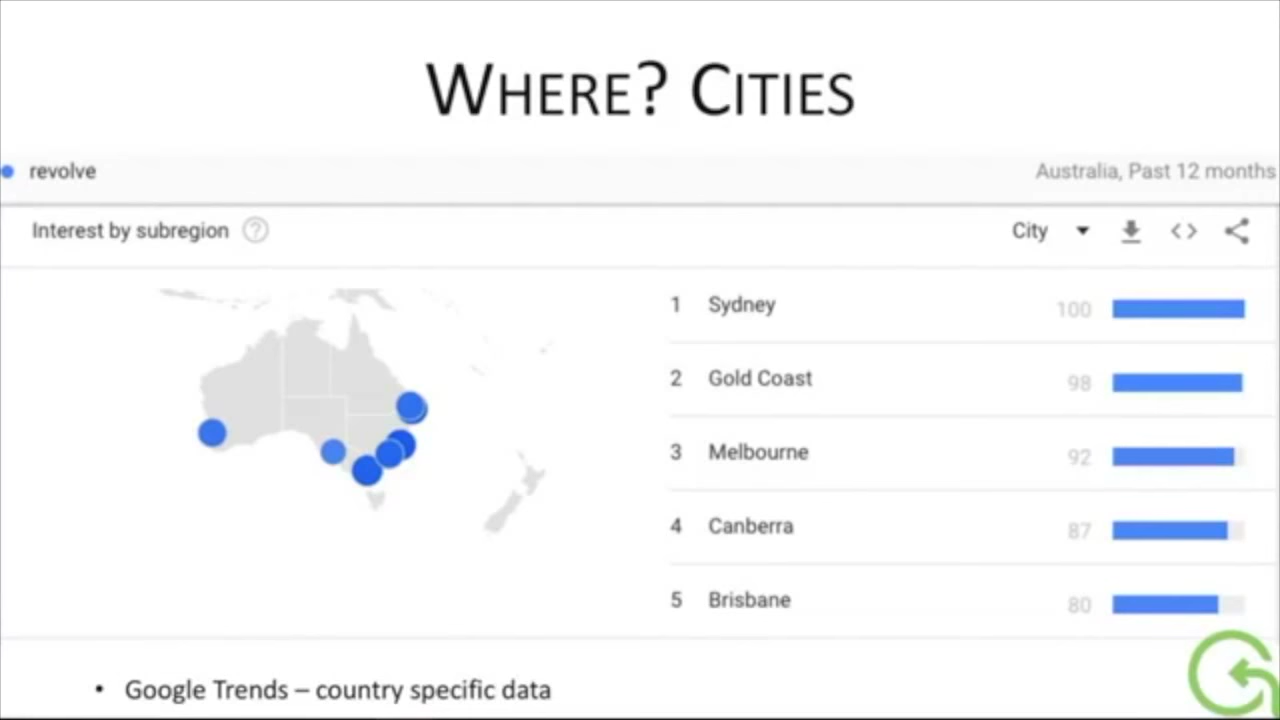 WHERE? CITIES
revolve
Australia, Past 12 months
Interest by subregion ?
City
1 Sydney 100
2 Gold Coast 98
3 Melbourne 92
4 Canberra 87
5 Brisbane 80
• Google Trends – country specific data